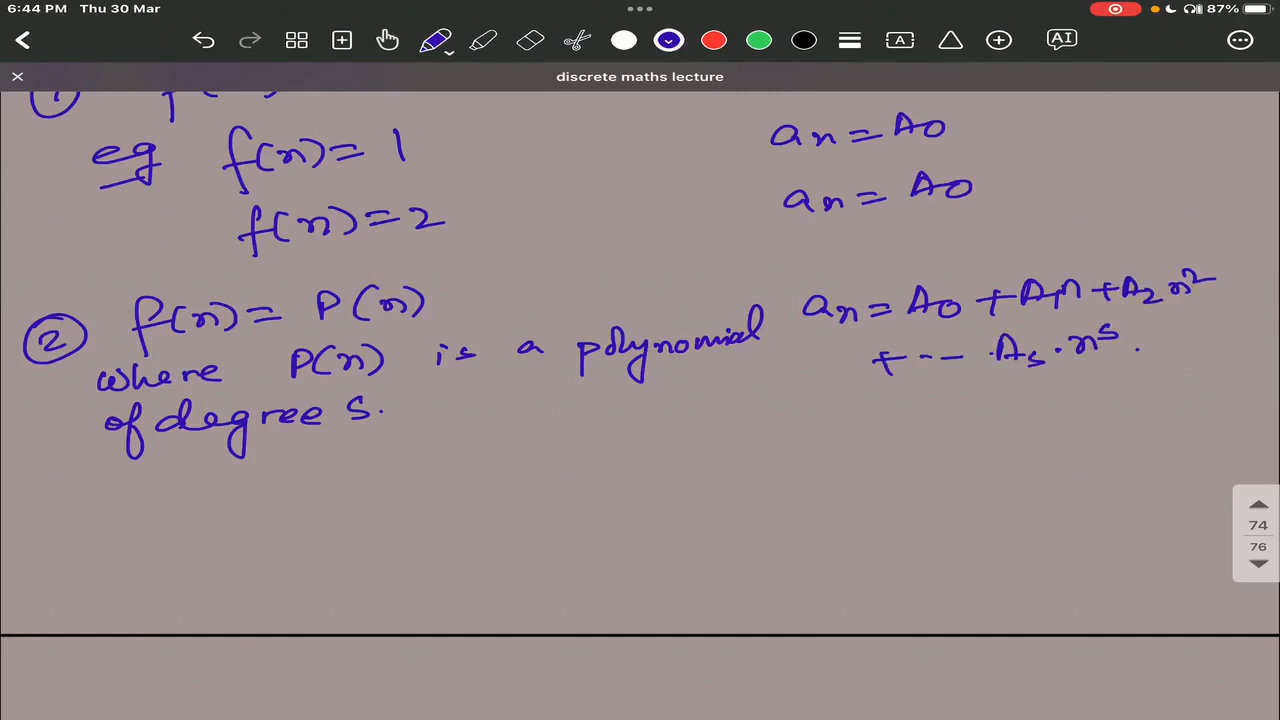 6:44 PM Thu 30 Mar
87%
A
AI
discrete maths lecture
eg f(n) = 1
aₙ = A0
f(n) = 2
aₙ = A0
② f(n) = P(n)
aₙ = A0 + A₁n + A₂n²
where P(n) is a polynomial
+ -- . Aₛ . nˢ .
of degree s.
74
76